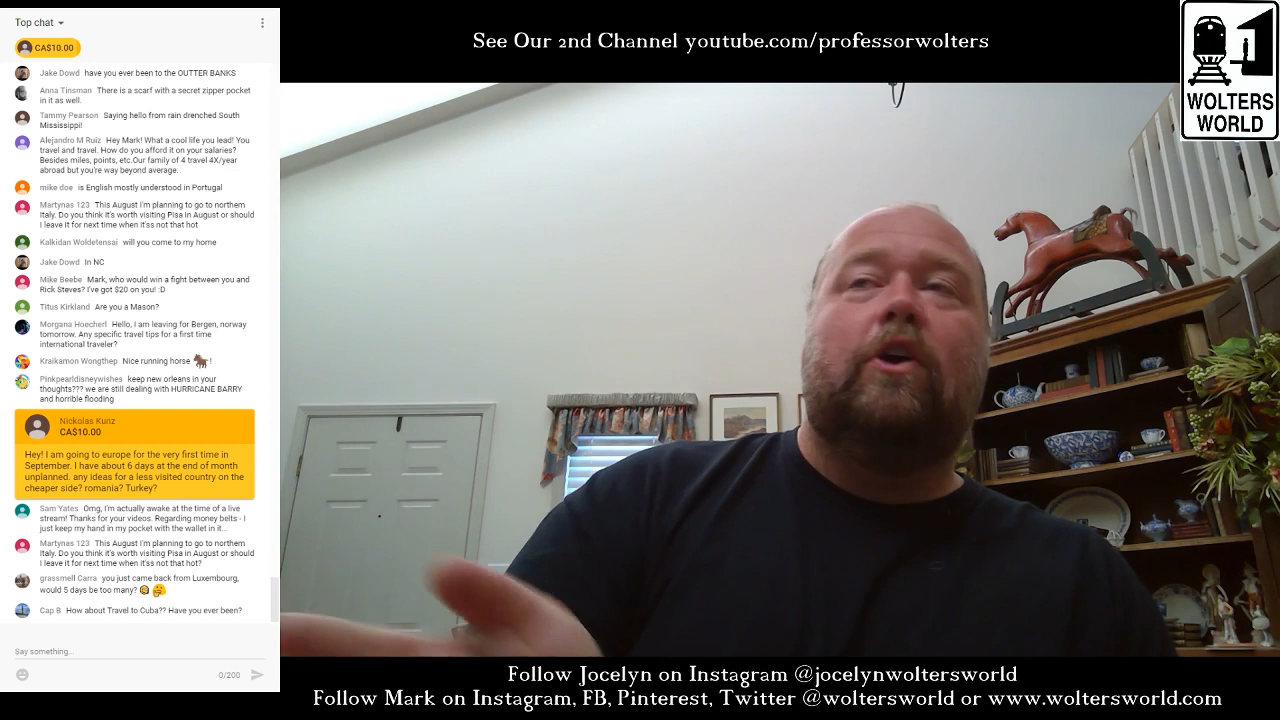 Top chat
CA$10.00
Jake Dowd have you ever been to the OUTTER BANKS
Anna Tinsman There is a scarf with a secret zipper pocket
in it as well.
Tammy Pearson Saying hello from rain drenched South
Mississippi!
Alejandro M Ruiz Hey Mark! What a cool life you lead! You
travel and travel. How do you afford it on your salaries?
Besides miles, points, etc.Our family of 4 travel 4X/year
abroad but you're way beyond average.
mike doe is English mostly understood in Portugal
Martynas 123 This August I'm planning to go to northern
Italy. Do you think it's worth visiting Pisa in August or should
I leave it for next time when it'ss not that hot
Kalkidan Woldetensai will you come to my home
Jake Dowd In NC
Mike Beebe Mark, who would win a fight between you and
Rick Steves? I've got $20 on you! :D
Titus Kirkland Are you a Mason?
Morgana Hoecherl Hello, I am leaving for Bergen, norway
tomorrow. Any specific travel tips for a first time
international traveler?
Kraikamon Wongthep Nice running horse 🐎!
Pinkpearldisneywishes keep new orleans in your
thoughts??? we are still dealing with HURRICANE BARRY
and horrible flooding
Nickolas Kunz
CA$10.00
Hey! I am going to europe for the very first time in
September. I have about 6 days at the end of month
unplanned. any ideas for a less visited country on the
cheaper side? romania? Turkey?
Sam Yates Omg, I'm actually awake at the time of a live
stream! Thanks for your videos. Regarding money belts - I
just keep my hand in my pocket with the wallet in it...
Martynas 123 This August I'm planning to go to northern
Italy. Do you think it's worth visiting Pisa in August or should
I leave it for next time when it'ss not that hot?
grassmell Carra you just came back from Luxembourg,
would 5 days be too many?
Cap B How about Travel to Cuba?? Have you ever been?
Say something...
0/200
See Our 2nd Channel youtube.com/professorwolters
WOLTERS
WORLD
Follow Jocelyn on Instagram @jocelynwoltersworld
Follow Mark on Instagram, FB, Pinterest, Twitter @woltersworld or www.woltersworld.com